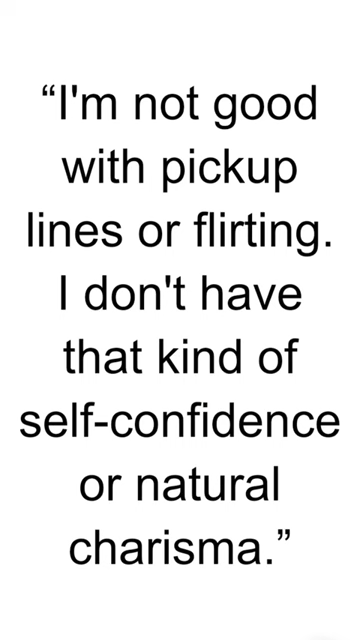 “I'm not good
with pickup
lines or flirting.
I don't have
that kind of
self-confidence
or natural
charisma.”